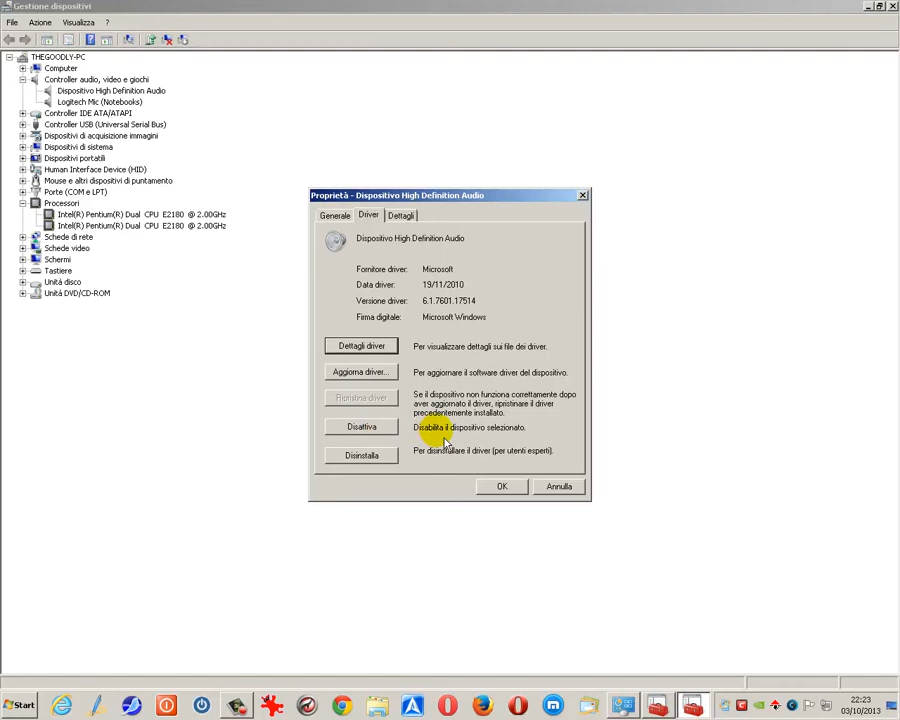 Gestione dispositivi
File Azione Visualizza ?
THEGOODLY-PC
Computer
Controller audio, video e giochi
Dispositivo High Definition Audio
Logitech Mic (Notebooks)
Controller IDE ATA/ATAPI
Controller USB (Universal Serial Bus)
Dispositivi di acquisizione immagini
Dispositivi di sistema
Dispositivi portatili
Human Interface Device (HID)
Mouse e altri dispositivi di puntamento
Porte (COM e LPT)
Processori
Intel(R) Pentium(R) Dual CPU E2180 @ 2.00GHz
Intel(R) Pentium(R) Dual CPU E2180 @ 2.00GHz
Schede di rete
Schede video
Schermi
Tastiere
Unità disco
Unità DVD/CD-ROM
Proprietà - Dispositivo High Definition Audio
Generale Driver Dettagli
Dispositivo High Definition Audio
Fornitore driver: Microsoft
Data driver: 19/11/2010
Versione driver: 6.1.7601.17514
Firma digitale: Microsoft Windows
Dettagli driver Per visualizzare dettagli sui file dei driver.
Aggiorna driver... Per aggiornare il software driver del dispositivo.
Ripristina driver Se il dispositivo non funziona correttamente dopo
aver aggiornato il driver, ripristinare il driver
precedentemente installato.
Disattiva Disabilita il dispositivo selezionato.
Disinstalla Per disinstallare il driver (per utenti esperti).
OK Annulla
Start
22:23
03/10/2013